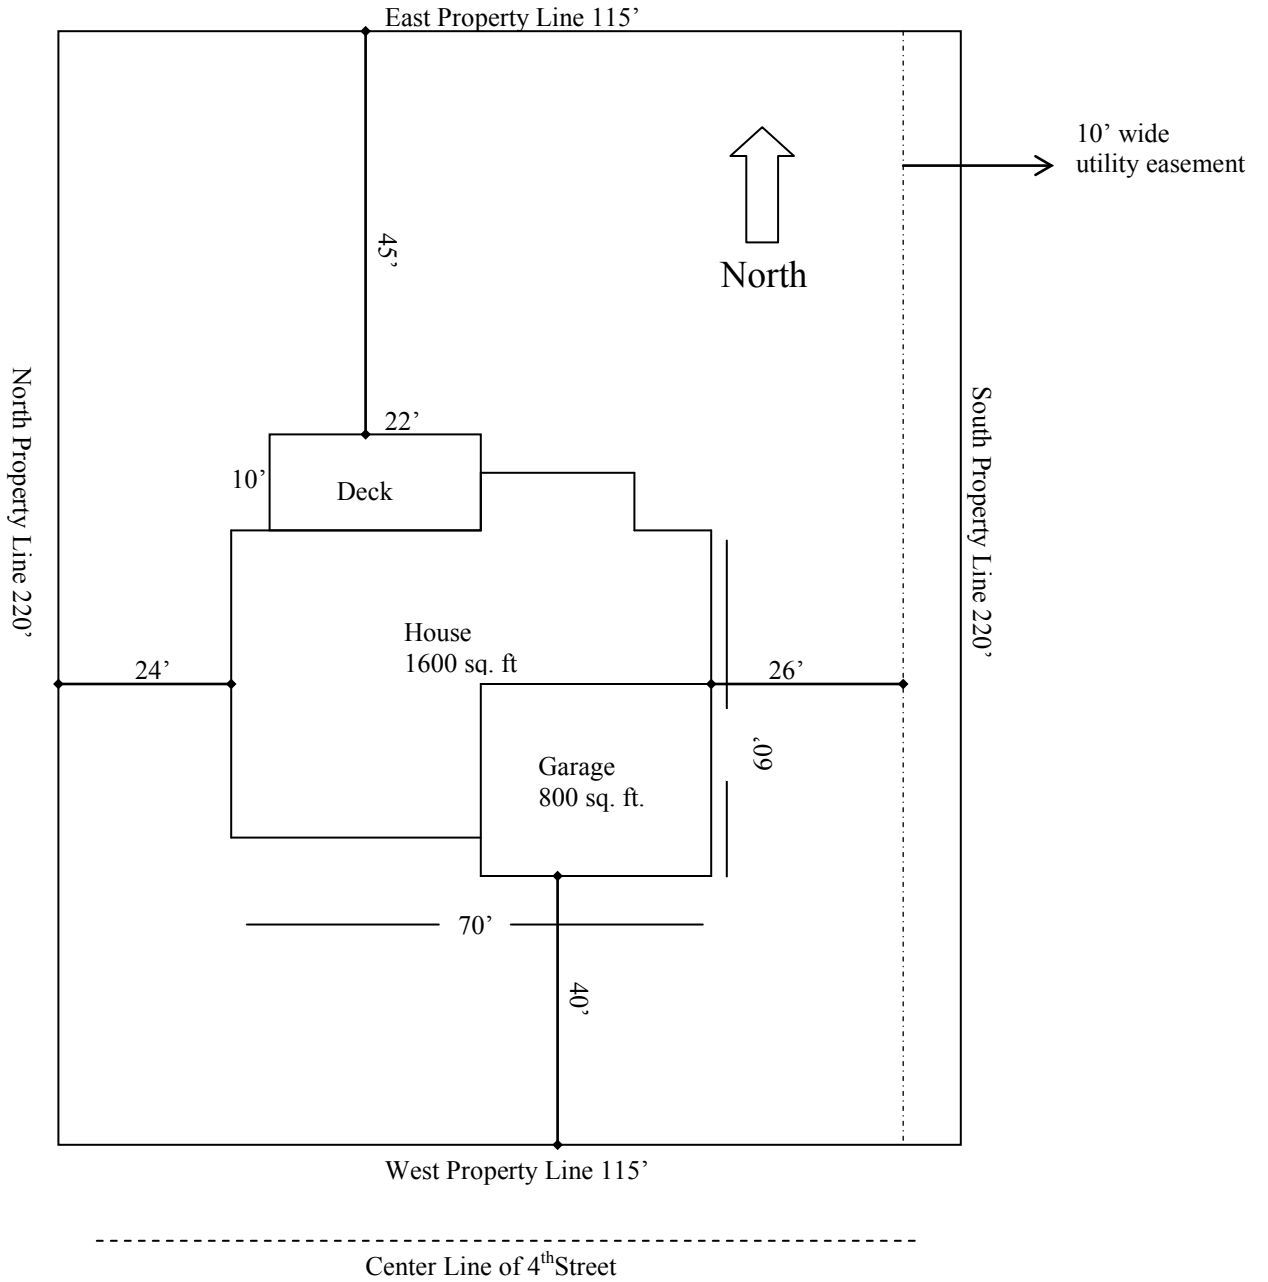 East Property Line 115’
10’ wide
utility easement
North
45’
North Property Line 220’
South Property Line 220’
22’
10’
Deck
House
1600 sq. ft
24’
26’
60’
Garage
800 sq. ft.
70’
40’
West Property Line 115’
Center Line of 4thStreet